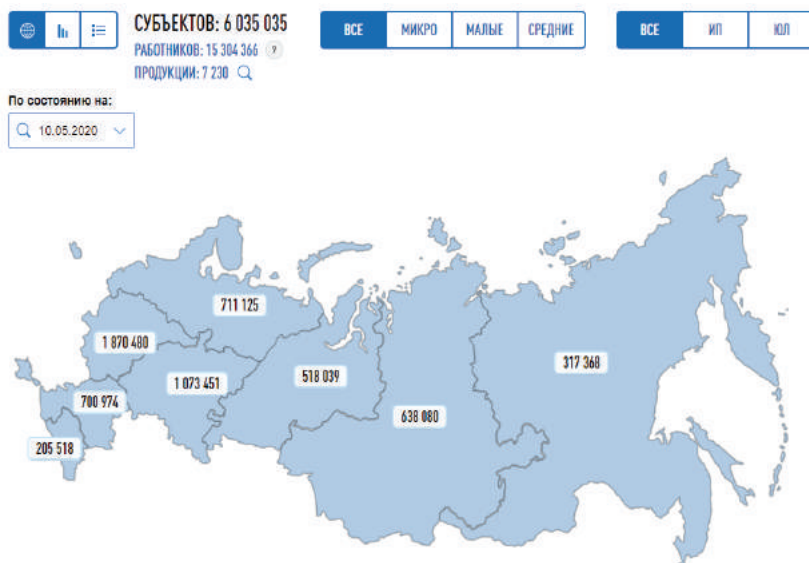 СУБЪЕКТОВ: 6 035 035
РАБОТНИКОВ: 15 304 366 ?
ПРОДУКЦИИ: 7 230
ВСЕ МИКРО МАЛЫЕ СРЕДНИЕ
ВСЕ ИП ЮЛ
По состоянию на:
10.05.2020
711 125
1 870 480
1 073 451
518 039
317 368
700 974
638 080
205 518